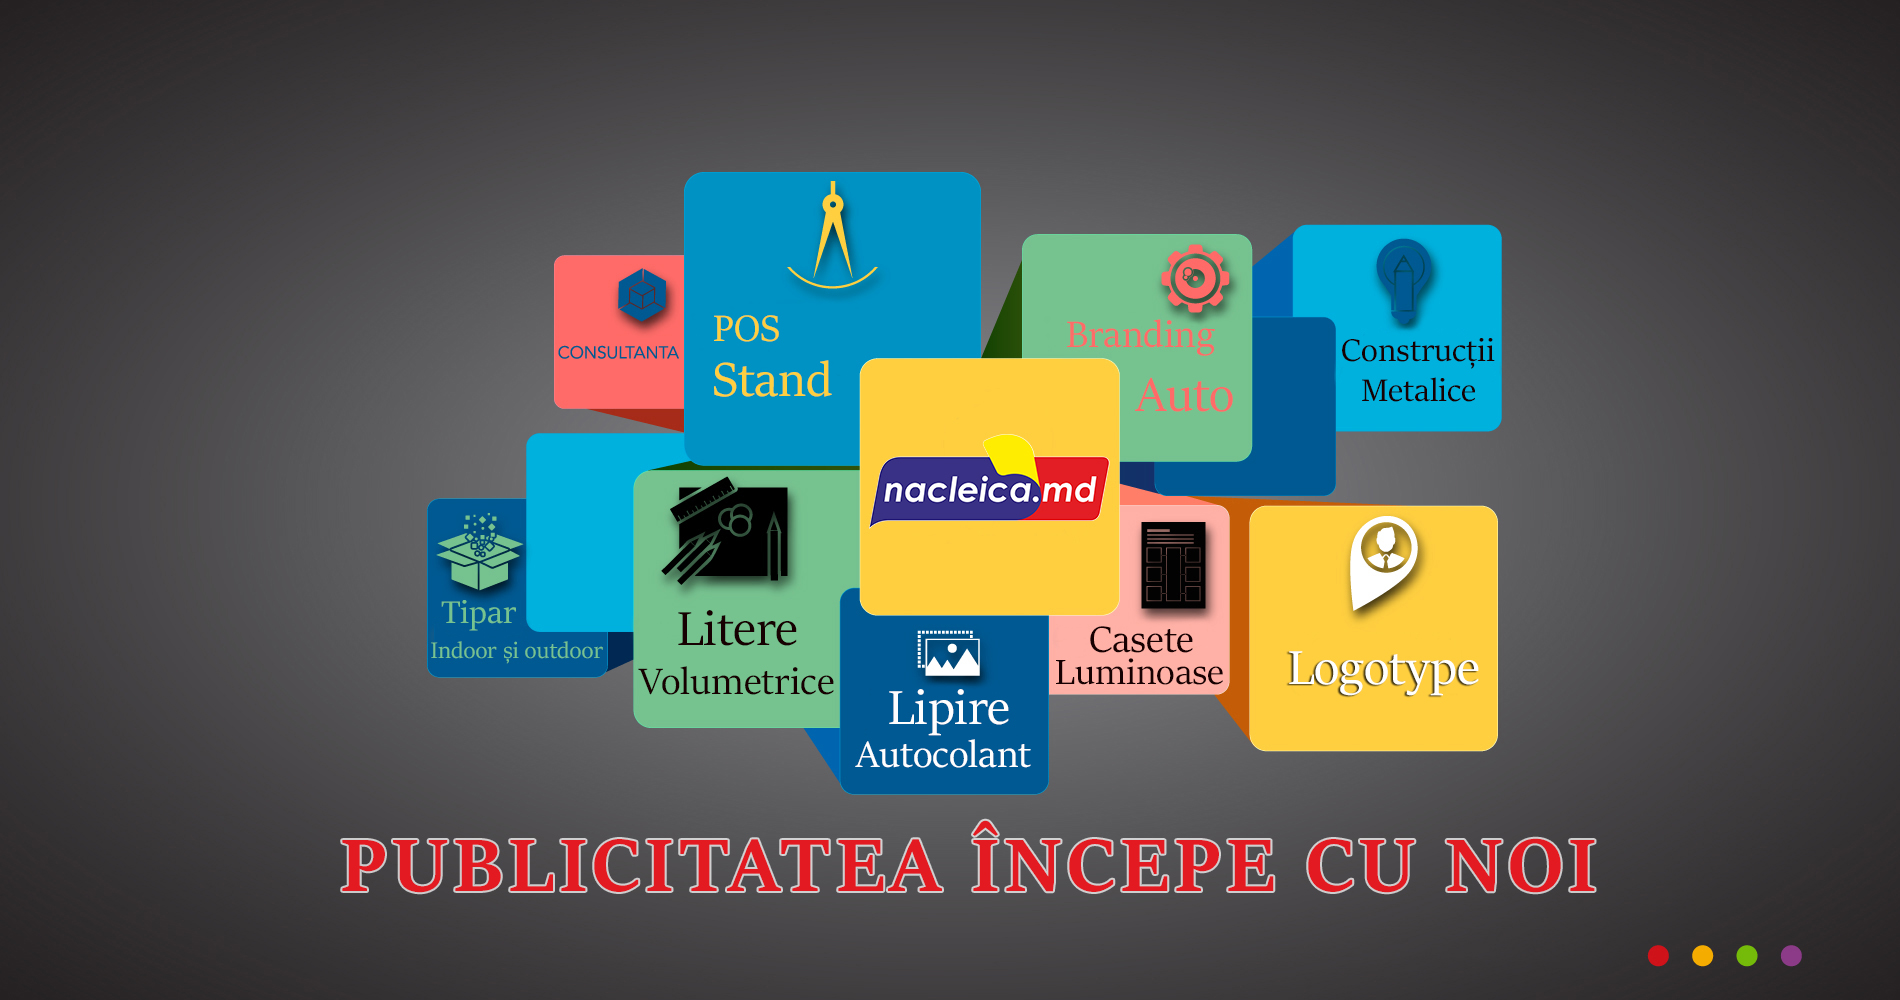 CONSULTANTA
POS
Stand
Branding
Auto
Construcții
Metalice
nacleica.md
Tipar
Indoor și outdoor
Litere
Volumetrice
Lipire
Autocolant
Casete
Luminoase
Logotype
PUBLICITATEA ÎNCEPE CU NOI